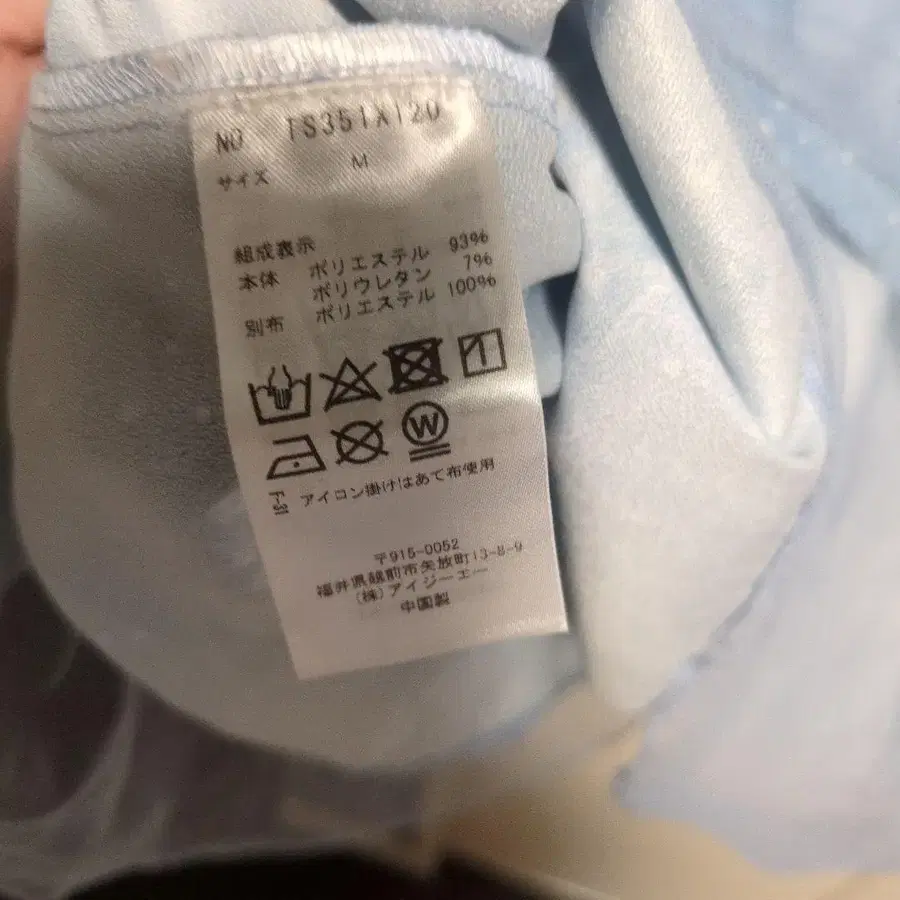 NO TS351X120
サイズ M
組成表示
本体 ポリエステル 93%
ポリウレタン 7%
別布 ポリエステル 100%
W
アイロン掛けはあて布使用
〒915-0052
福井県越前市矢放町13-8-9
(株)アイジーエー
中国製